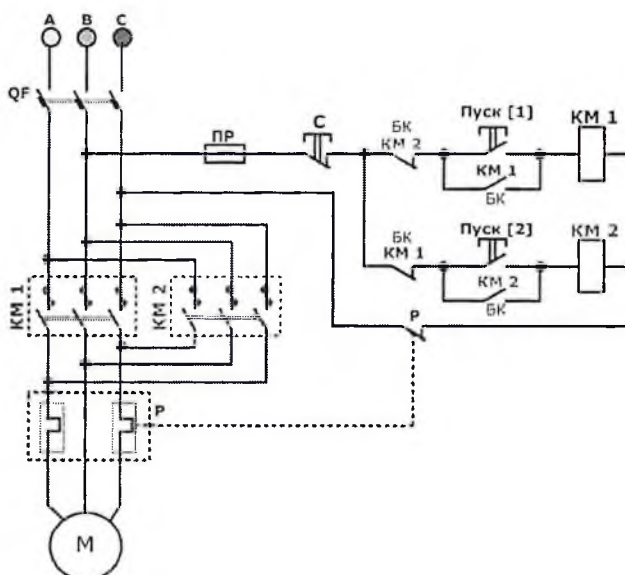 A B C
QF
ПР
С
БК
КМ 2
Пуск [1]
КМ 1
КМ 1
БК
БК
КМ 1
Пуск [2]
КМ 2
КМ 2
БК
КМ 1
КМ 2
Р
Р
М